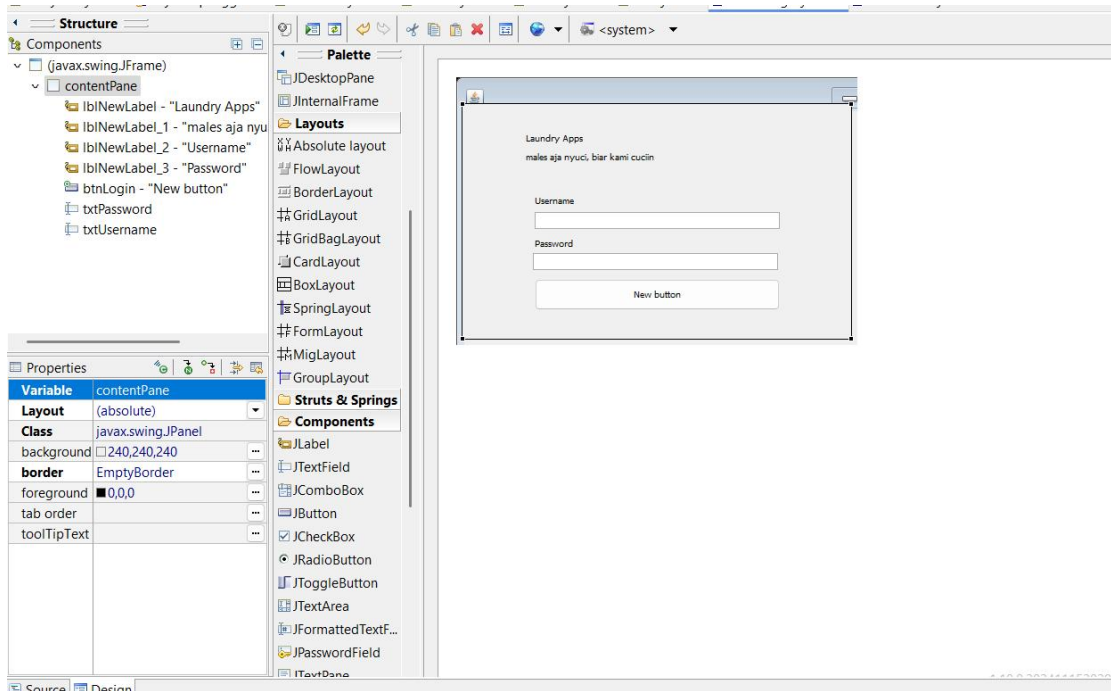 Structure
Components
(javax.swing.JFrame)
contentPane
lblNewLabel - "Laundry Apps"
lblNewLabel_1 - "males aja nyu
lblNewLabel_2 - "Username"
lblNewLabel_3 - "Password"
btnLogin - "New button"
txtPassword
txtUsername
Properties
Variable contentPane
Layout (absolute)
Class javax.swing.JPanel
background 240,240,240
border EmptyBorder
foreground 0,0,0
tab order
toolTipText
Source Design
<system>
Palette
JDesktopPane
JInternalFrame
Layouts
Absolute layout
FlowLayout
BorderLayout
GridLayout
GridBagLayout
CardLayout
BoxLayout
SpringLayout
FormLayout
MigLayout
GroupLayout
Struts & Springs
Components
JLabel
JTextField
JComboBox
JButton
JCheckBox
JRadioButton
JToggleButton
JTextArea
JFormattedTextF...
JPasswordField
JTextPane
Laundry Apps
males aja nyuci, biar kami cuciin
Username
Password
New button